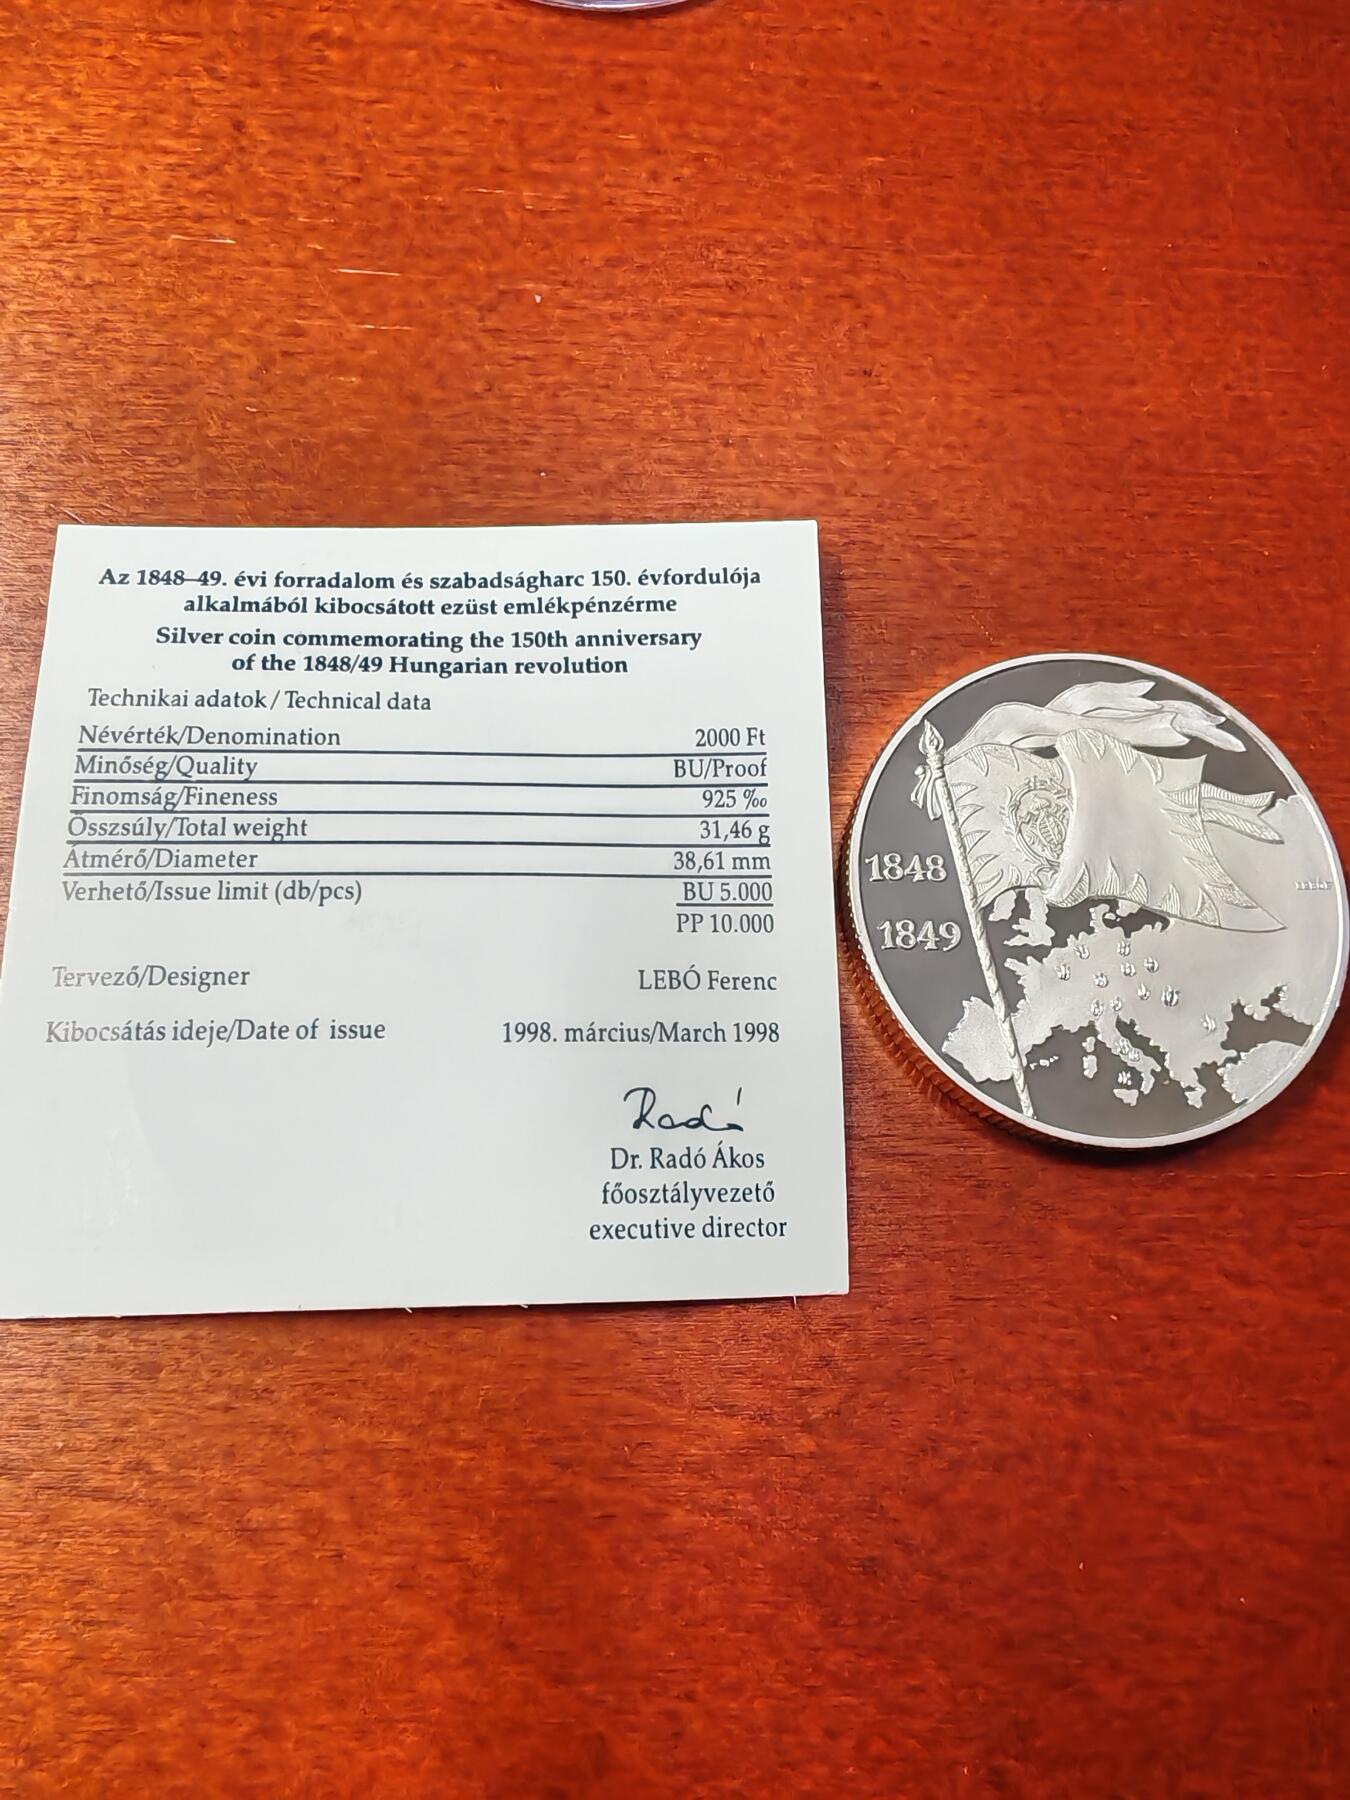 Az 1848–49. évi forradalom és szabadságharc 150. évfordulója
alkalmából kibocsátott ezüst emlékpénzérme
Silver coin commemorating the 150th anniversary
of the 1848/49 Hungarian revolution
Technikai adatok / Technical data
Névérték/Denomination 2000 Ft
Minőség/Quality BU/Proof
Finomság/Fineness 925 ‰
Összsúly/Total weight 31,46 g
Átmérő/Diameter 38,61 mm
Verhető/Issue limit (db/pcs) BU 5.000
PP 10.000
Tervező/Designer LEBÓ Ferenc
Kibocsátás ideje/Date of issue 1998. március/March 1998
Radó
Dr. Radó Ákos
főosztályvezető
executive director
1848
1849